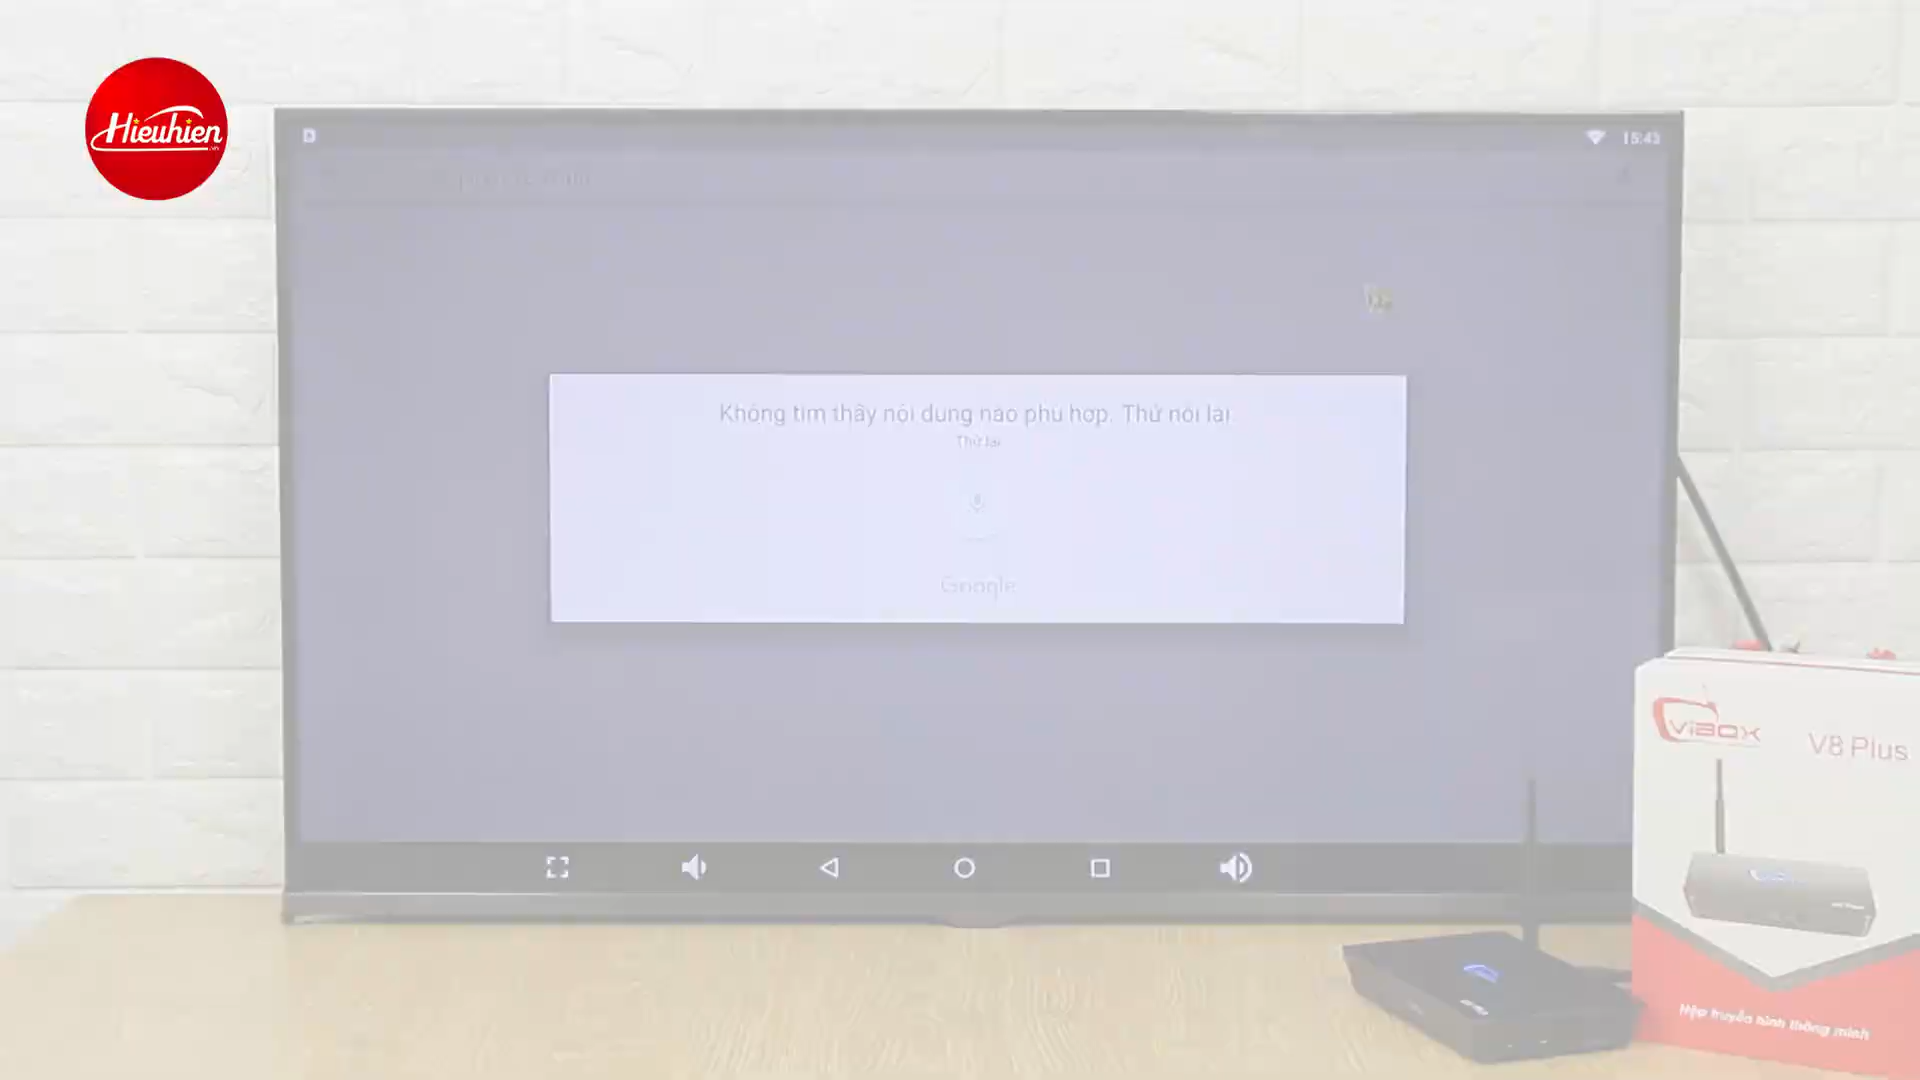 Hieuhien
15:43
Không tìm thấy nội dung nào phù hợp. Thử nói lại
Thử lại
Google
ViBOX
V8 Plus
Hộp truyền hình thông minh